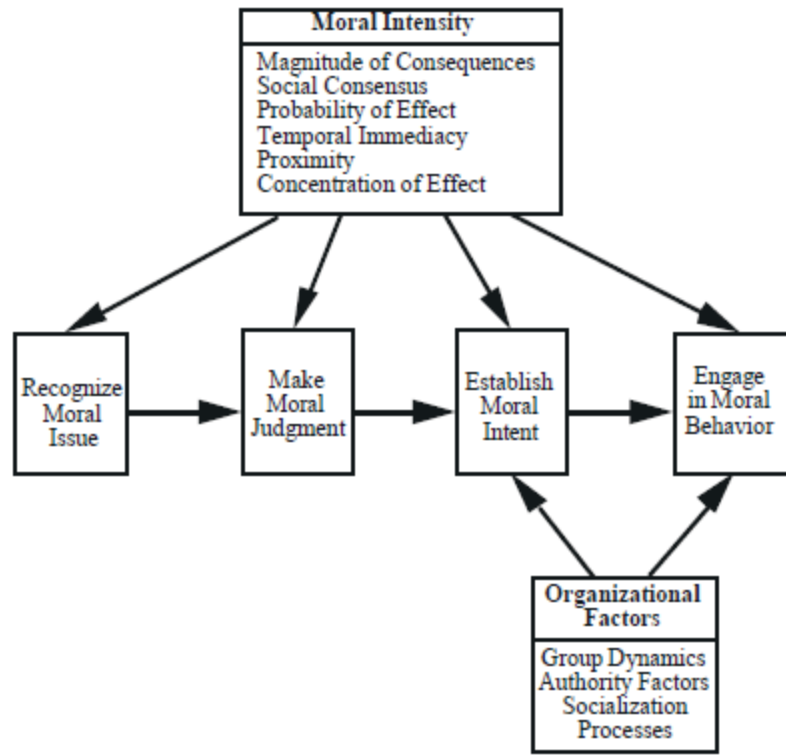 Moral Intensity
Magnitude of Consequences
Social Consensus
Probability of Effect
Temporal Immediacy
Proximity
Concentration of Effect
Recognize
Moral
Issue
Make
Moral
Judgment
Establish
Moral
Intent
Engage
in Moral
Behavior
Organizational
Factors
Group Dynamics
Authority Factors
Socialization
Processes